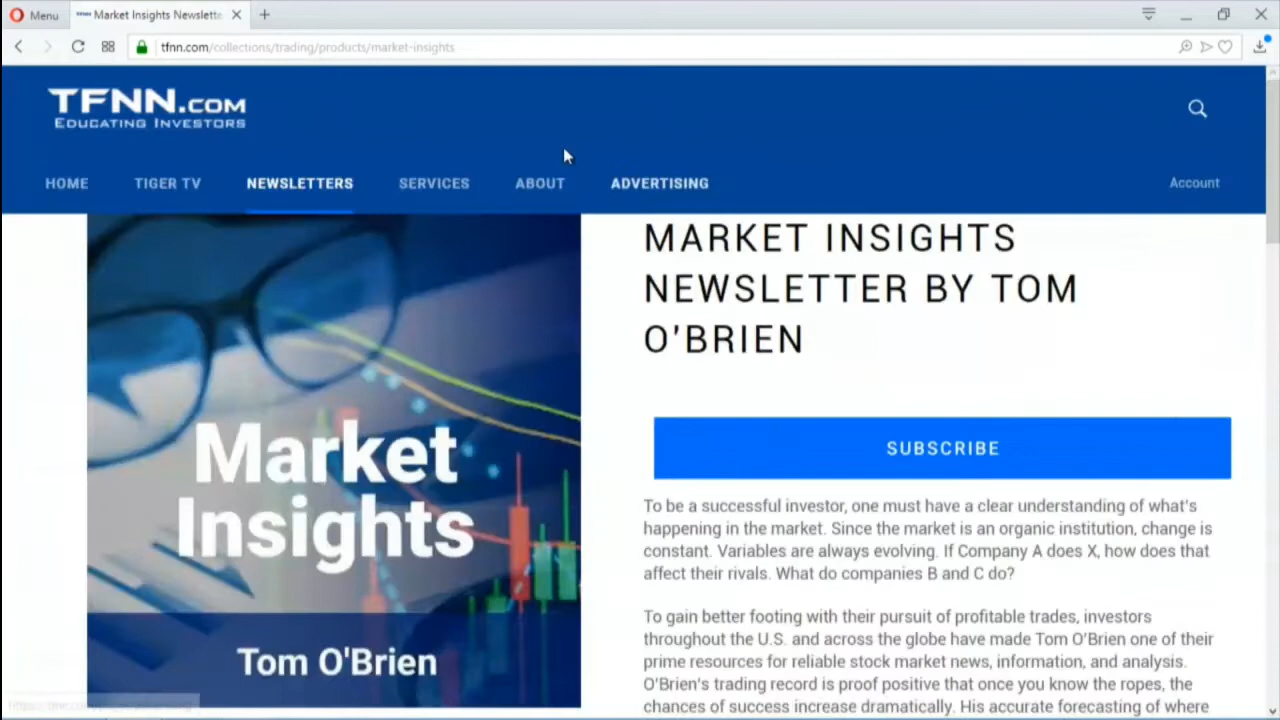 Menu
Market Insights Newslette
tfnn.com/collections/trading/products/market-insights
TFNN.COM
EDUCATING INVESTORS
HOME TIGER TV NEWSLETTERS SERVICES ABOUT ADVERTISING Account
MARKET INSIGHTS
NEWSLETTER BY TOM
O'BRIEN
Market
Insights
Tom O'Brien
SUBSCRIBE
To be a successful investor, one must have a clear understanding of what's
happening in the market. Since the market is an organic institution, change is
constant. Variables are always evolving. If Company A does X, how does that
affect their rivals. What do companies B and C do?
To gain better footing with their pursuit of profitable trades, investors
throughout the U.S. and across the globe have made Tom O'Brien one of their
prime resources for reliable stock market news, information, and analysis.
O'Brien's trading record is proof positive that once you know the ropes, the
chances of success increase dramatically. His accurate forecasting of where